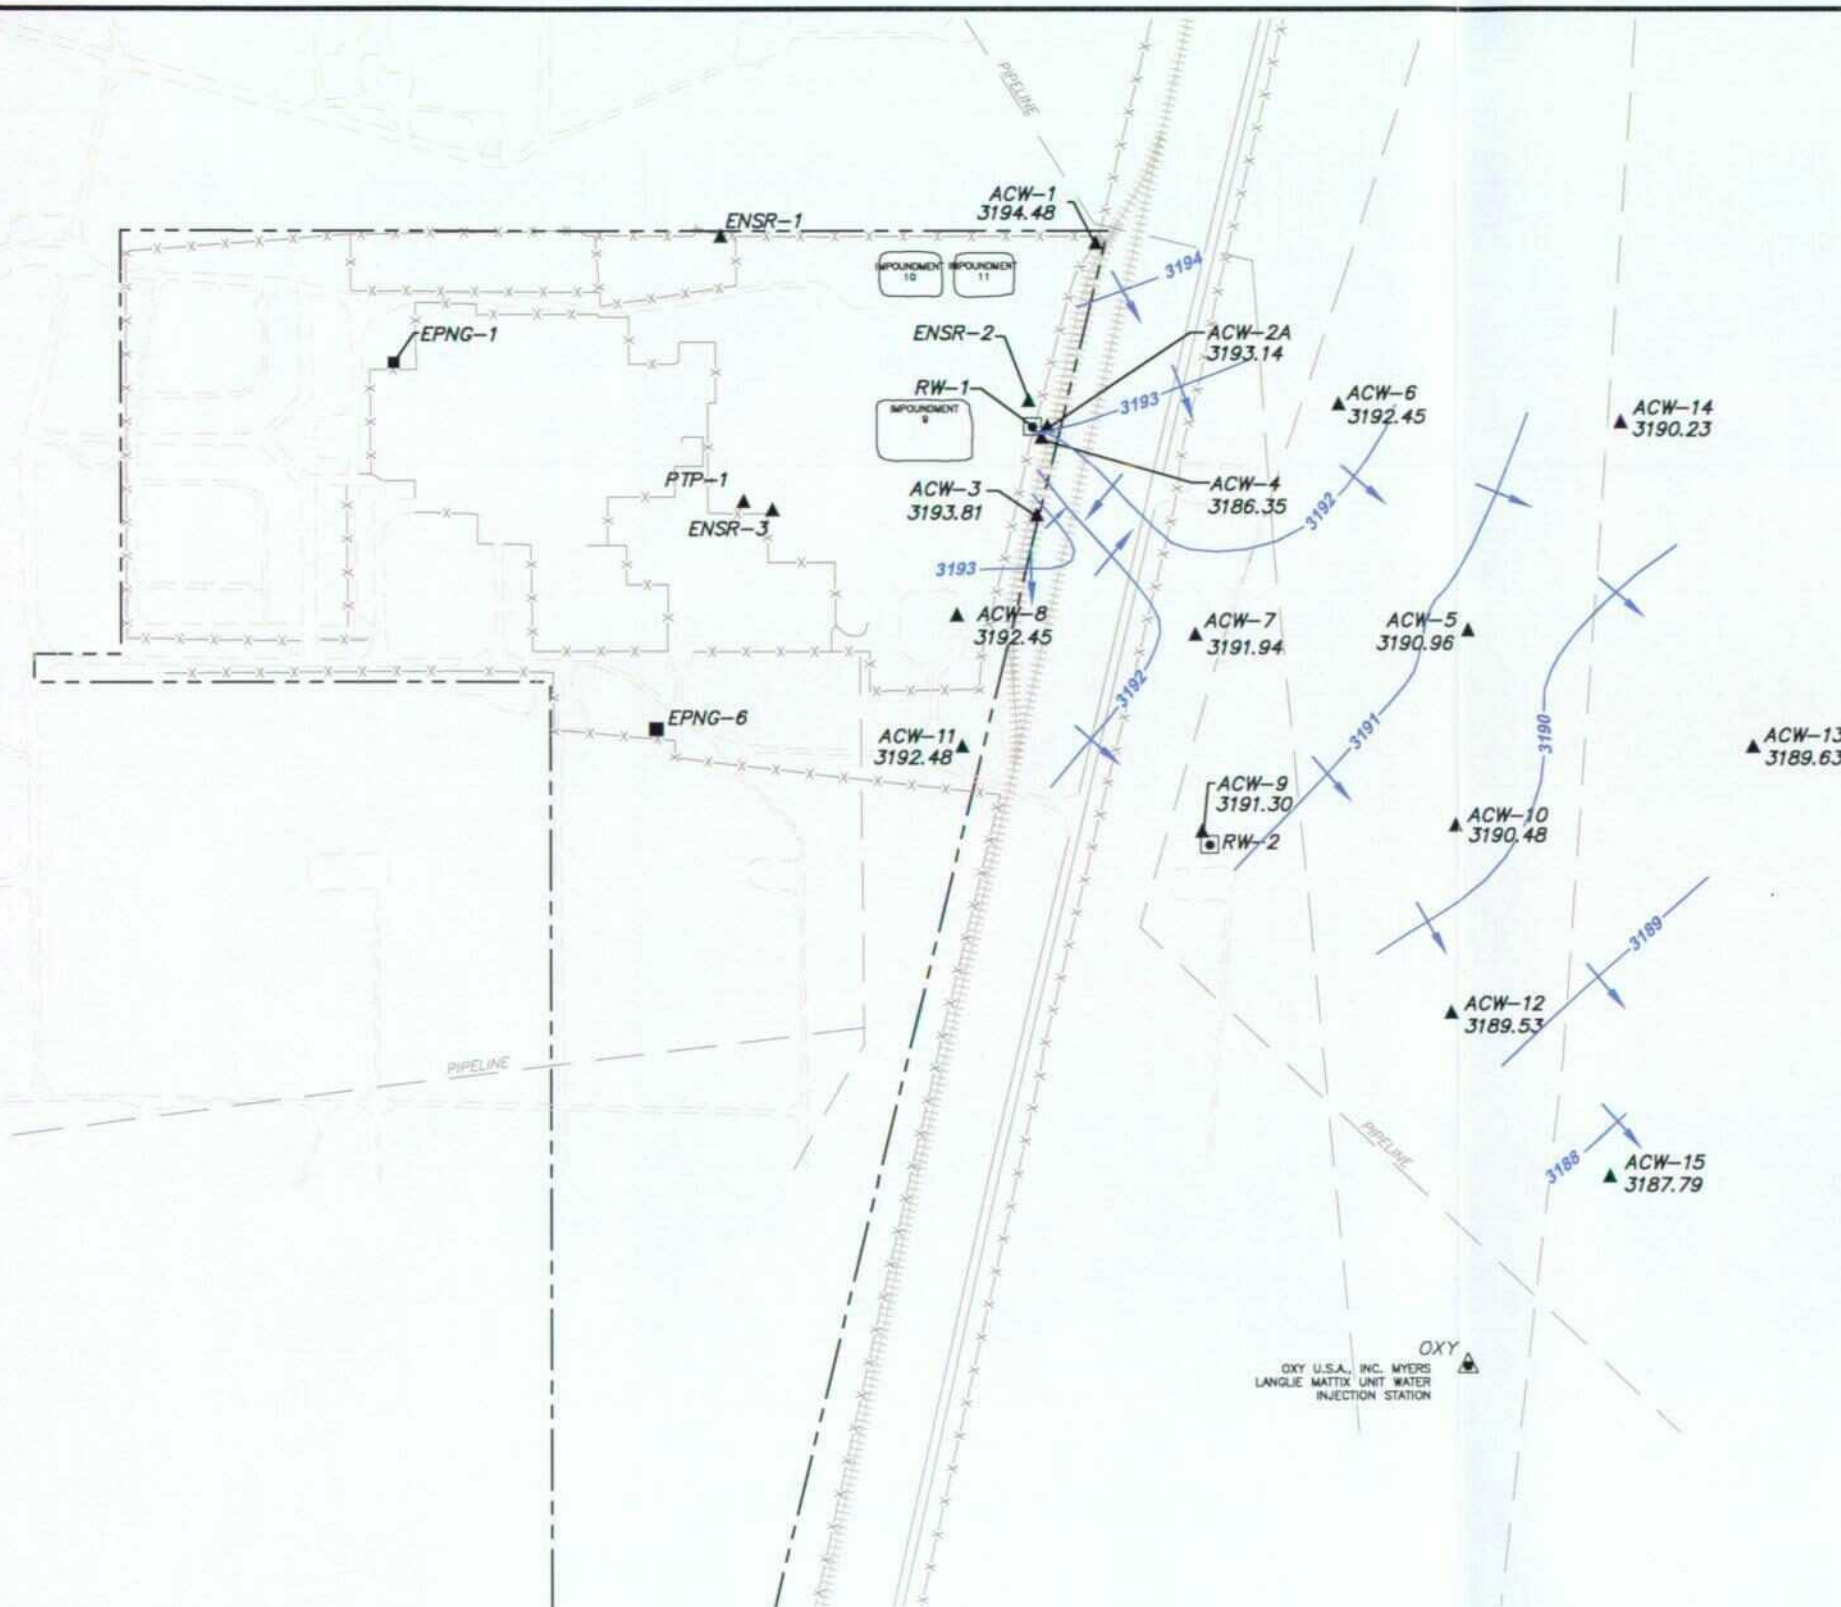 PIPELINE
ACW-1
3194.48
ENSR-1
3194
IMPOUNDMENT
10
IMPOUNDMENT
11
EPNG-1
ENSR-2
ACW-2A
3193.14
RW-1
3193
IMPOUNDMENT
9
ACW-6
3192.45
ACW-14
3190.23
PTP-1
ENSR-3
ACW-3
3193.81
ACW-4
3186.35
3192
3193
ACW-8
3192.45
ACW-7
3191.94
ACW-5
3190.96
3192
EPNG-6
ACW-11
3192.48
3191
3190
ACW-13
3189.63
ACW-9
3191.30
RW-2
ACW-10
3190.48
3189
ACW-12
3189.53
PIPELINE
PIPELINE
3188
ACW-15
3187.79
OXY
OXY U.S.A., INC. MYERS
LANGLIE MATTIX UNIT WATER
INJECTION STATION